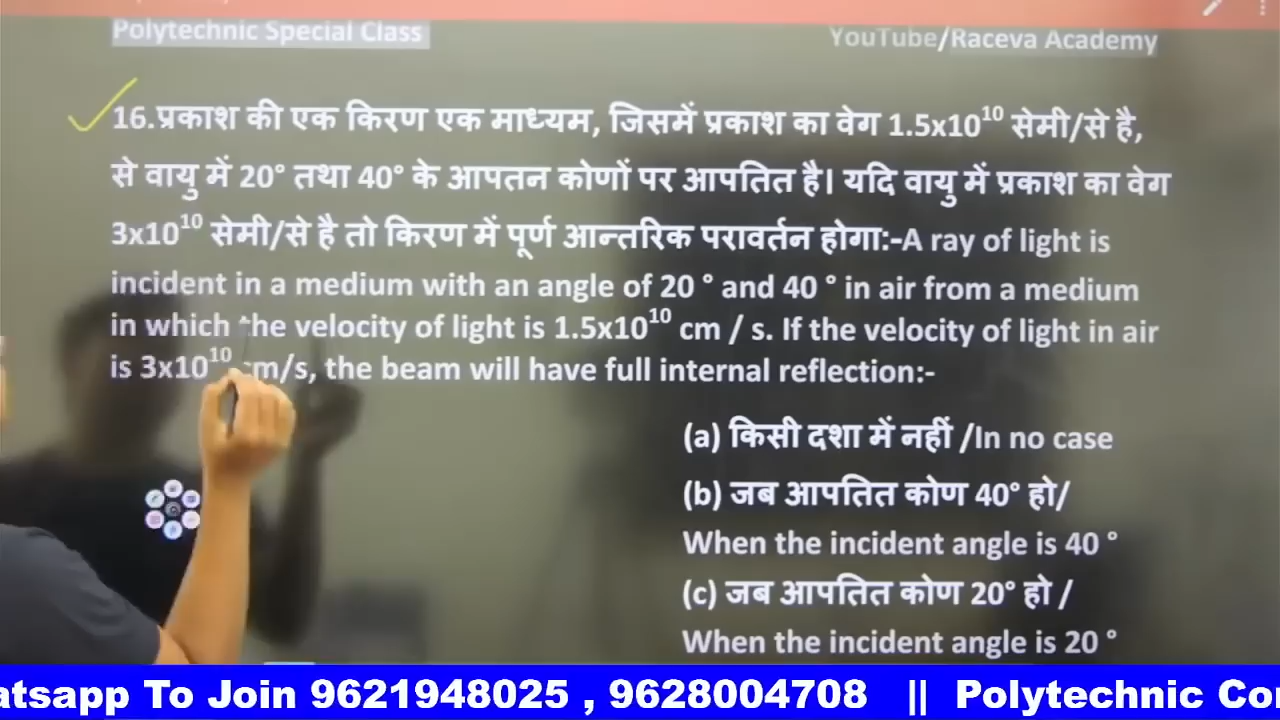 Polytechnic Special Class
YouTube/Raceva Academy
16.प्रकाश की एक किरण एक माध्यम, जिसमें प्रकाश का वेग 1.5x10¹⁰ सेमी/से है,
से वायु में 20° तथा 40° के आपतन कोणों पर आपतित है। यदि वायु में प्रकाश का वेग
3x10¹⁰ सेमी/से है तो किरण में पूर्ण आन्तरिक परावर्तन होगा:-A ray of light is
incident in a medium with an angle of 20 ° and 40 ° in air from a medium
in which the velocity of light is 1.5x10¹⁰ cm / s. If the velocity of light in air
is 3x10¹⁰ cm/s, the beam will have full internal reflection:-
(a) किसी दशा में नहीं /In no case
(b) जब आपतित कोण 40° हो/
When the incident angle is 40 °
(c) जब आपतित कोण 20° हो /
When the incident angle is 20 °
atsapp To Join 9621948025 , 9628004708 || Polytechnic Co